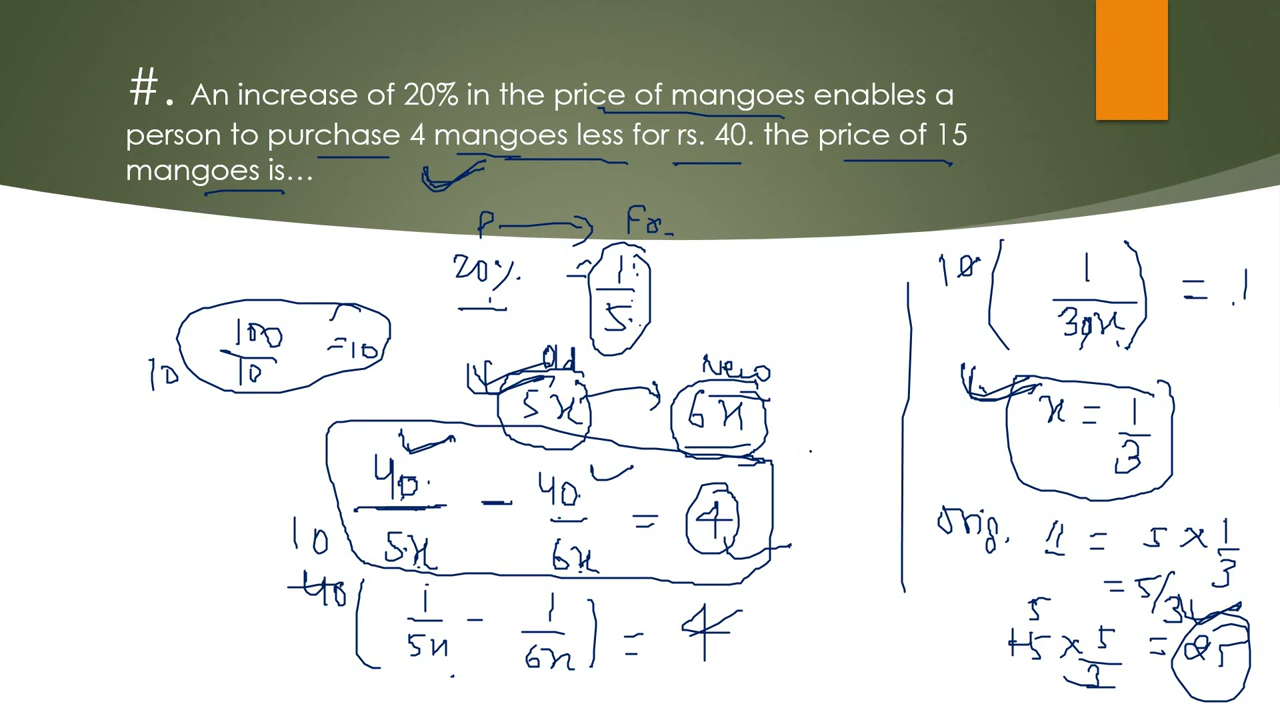 #. An increase of 20% in the price of mangoes enables a
person to purchase 4 mangoes less for rs. 40. the price of 15
mangoes is...
P → Fr.
20% = 1/5
100/10 = 10
10
Old New
5x → 6x
40/5x - 40/6x = 4
10
40 ( 1/5x - 1/6x ) = 4
10 ( 1/30x ) = 1
x = 1/3
Orig. = 5 × 1/3
= 5/3
5
15 × 5/3 = 25